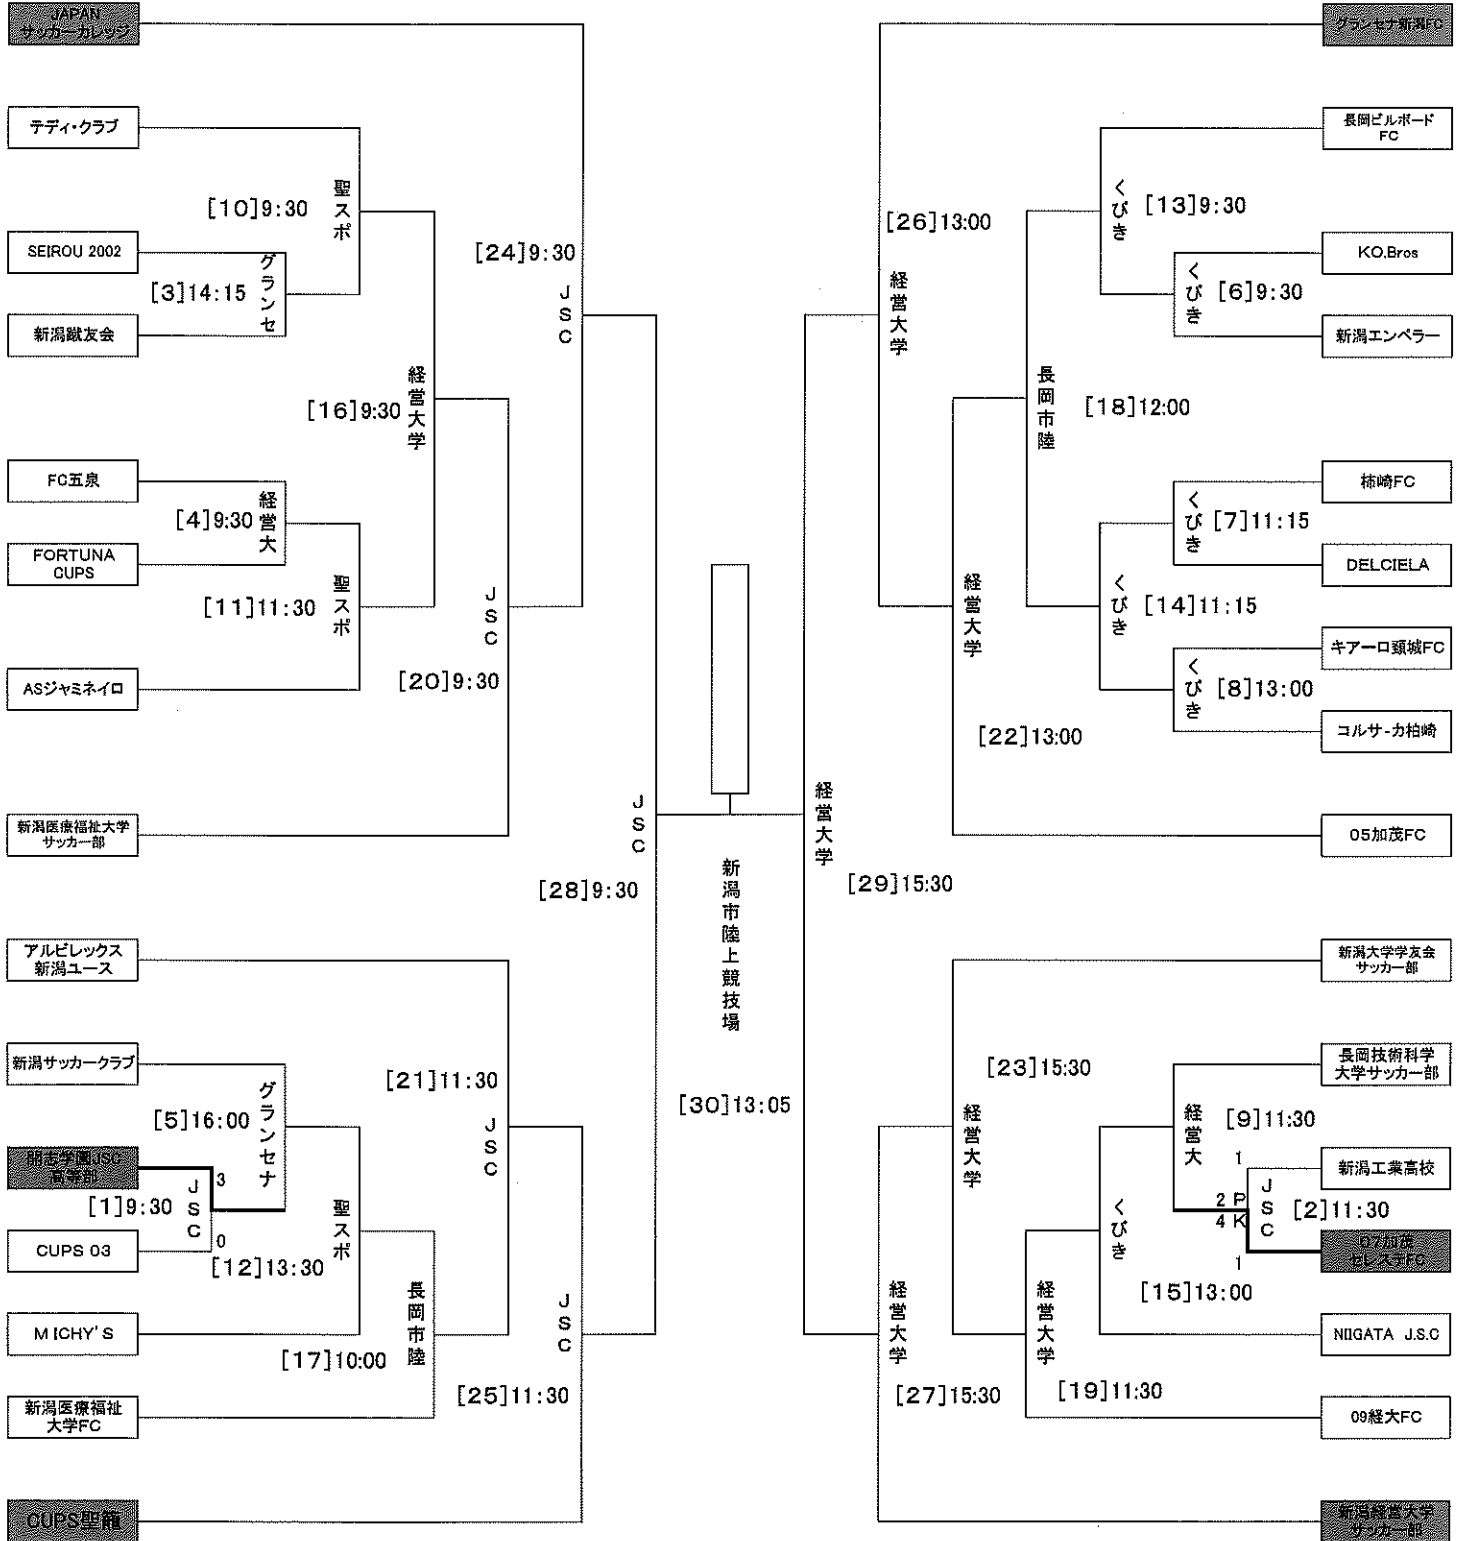 JAPAN
サッカーカレッジ
テディ・クラブ
聖スポ
[10]9:30
SEIROU 2002
グランセ
[3]14:15
新潟蹴友会
[24]9:30
JSC
経営大学
[16]9:30
FC五泉
経営大
[4]9:30
FORTUNA
CUPS
聖スポ
[11]11:30
JSC
ASジャミネイロ
[20]9:30
新潟医療福祉大学
サッカー部
JSC
[28]9:30
アルビレックス
新潟ユース
新潟サッカークラブ
[21]11:30
グランセナ
[5]16:00
JSC
開志学園JSC
高等部
3
JSC
[1]9:30
0
CUPS 03
聖スポ
[12]13:30
MICHY'S
長岡市陸
[17]10:00
JSC
新潟医療福祉
大学FC
[25]11:30
CUPS聖籠
新潟市陸上競技場
[30]13:05
グランセナ新潟FC
長岡ビルボード
FC
くびき
[13]9:30
[26]13:00
経営大学
KO.Bros
くびき
[6]9:30
新潟エンペラー
長岡市陸
[18]12:00
柿崎FC
くびき
[7]11:15
DELCIELA
経営大学
くびき
[14]11:15
キアーロ頸城FC
くびき
[8]13:00
コルサ-カ柏崎
[22]13:00
経営大学
05加茂FC
[29]15:30
新潟大学学友会
サッカー部
[23]15:30
長岡技術科学
大学サッカー部
経営大学
経営大
[9]11:30
1
新潟工業高校
2 P
4 K
JSC
[2]11:30
1
07加茂
セレステFC
くびき
[15]13:00
経営大学
経営大学
NIIGATA J.S.C
[27]15:30
[19]11:30
09経大FC
新潟経営大学
サッカー部